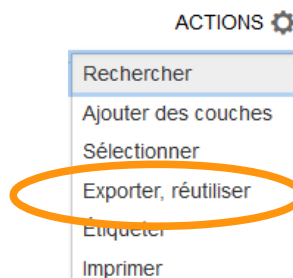 ACTIONS
Rechercher
Ajouter des couches
Sélectionner
Exporter, réutiliser
Étiqueter
Imprimer